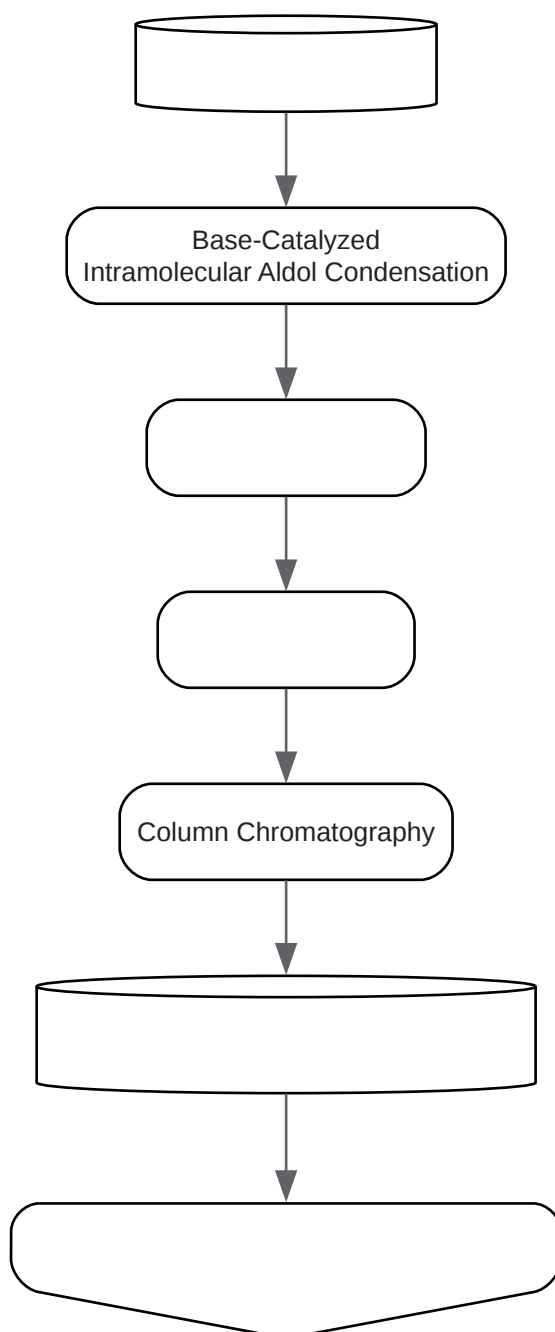 Base-Catalyzed
Intramolecular Aldol Condensation
Column Chromatography